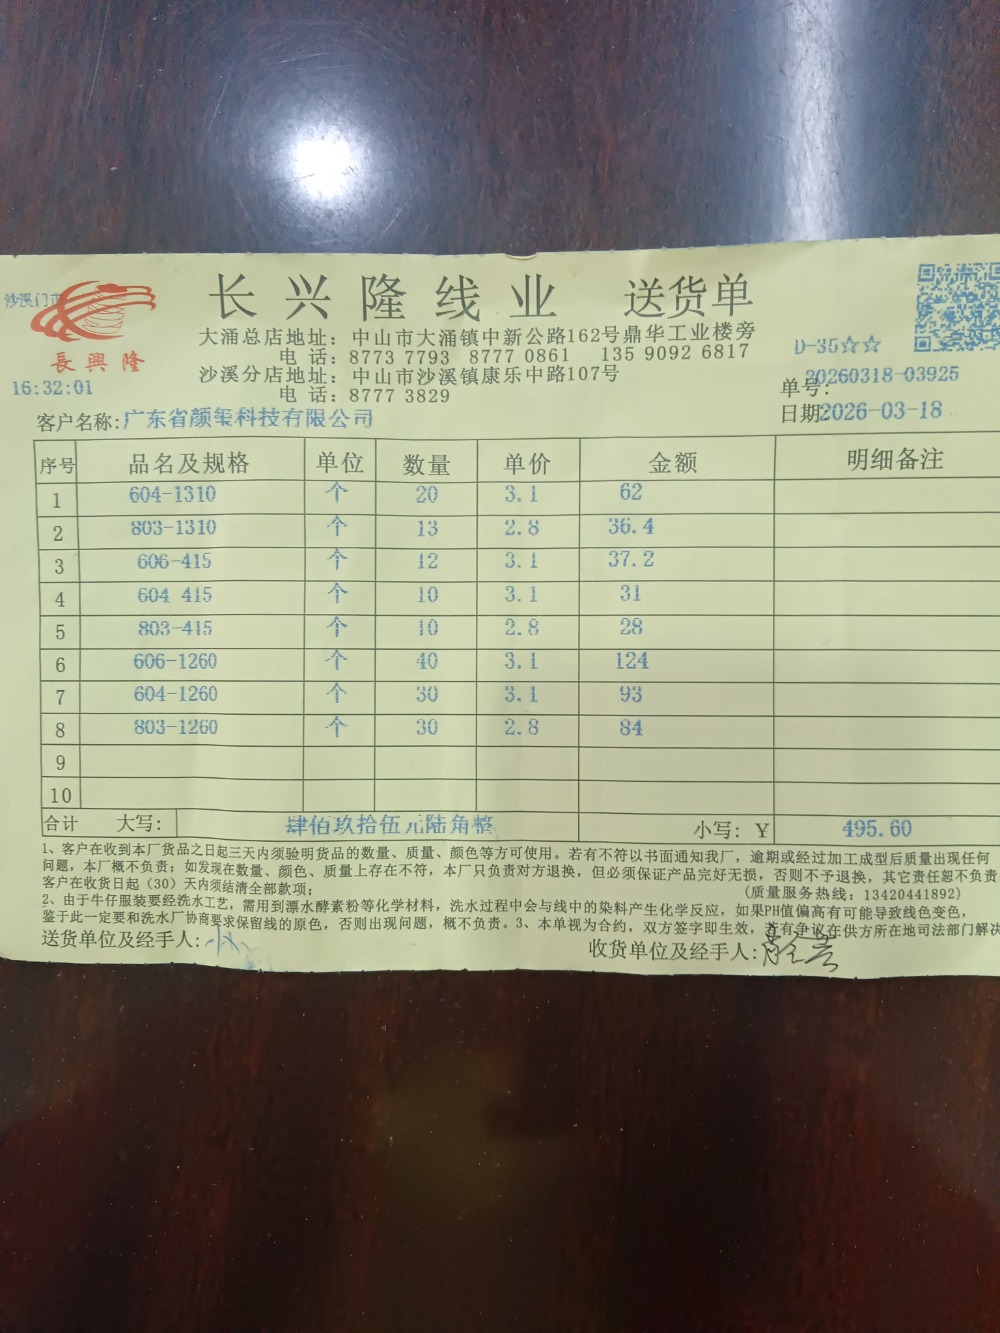 沙溪门市
長興隆
16:32:01
长兴隆线业 送货单
大涌总店地址：中山市大涌镇中新公路162号鼎华工业楼旁
电 话：8773 7793 8777 0861 135 9092 6817
沙溪分店地址：中山市沙溪镇康乐中路107号
电 话：8777 3829
D-35☆☆
单号：20260318-03925
日期 2026-03-18
客户名称：广东省颜玺科技有限公司
序号 品名及规格 单位 数量 单价 金额 明细备注
1 604-1310 个 20 3.1 62
2 803-1310 个 13 2.8 36.4
3 606-415 个 12 3.1 37.2
4 604 415 个 10 3.1 31
5 803-415 个 10 2.8 28
6 606-1260 个 40 3.1 124
7 604-1260 个 30 3.1 93
8 803-1260 个 30 2.8 84
9
10
合计 大写： 肆佰玖拾伍元陆角整 小写：￥ 495.60
1、客户在收到本厂货品之日起三天内须验明货品的数量、质量、颜色等方可使用。若有不符以书面通知我厂，逾期或经过加工成型后质量出现任何
问题，本厂概不负责；如发现在数量、颜色、质量上存在不符，本厂只负责对方退换，但必须保证产品完好无损，否则不予退换，其它责任恕不负责
客户在收货日起（30）天内须结清全部款项； (质量服务热线：13420441892)
2、由于牛仔服装要经洗水工艺，需用到漂水酵素粉等化学材料，洗水过程中会与线中的染料产生化学反应，如果PH值偏高有可能导致线色变色，
鉴于此一定要和洗水厂协商要求保留线的原色，否则出现问题，概不负责。3、本单视为合约，双方签字即生效，若有争议在供方所在地司法部门解决
送货单位及经手人：
收货单位及经手人：